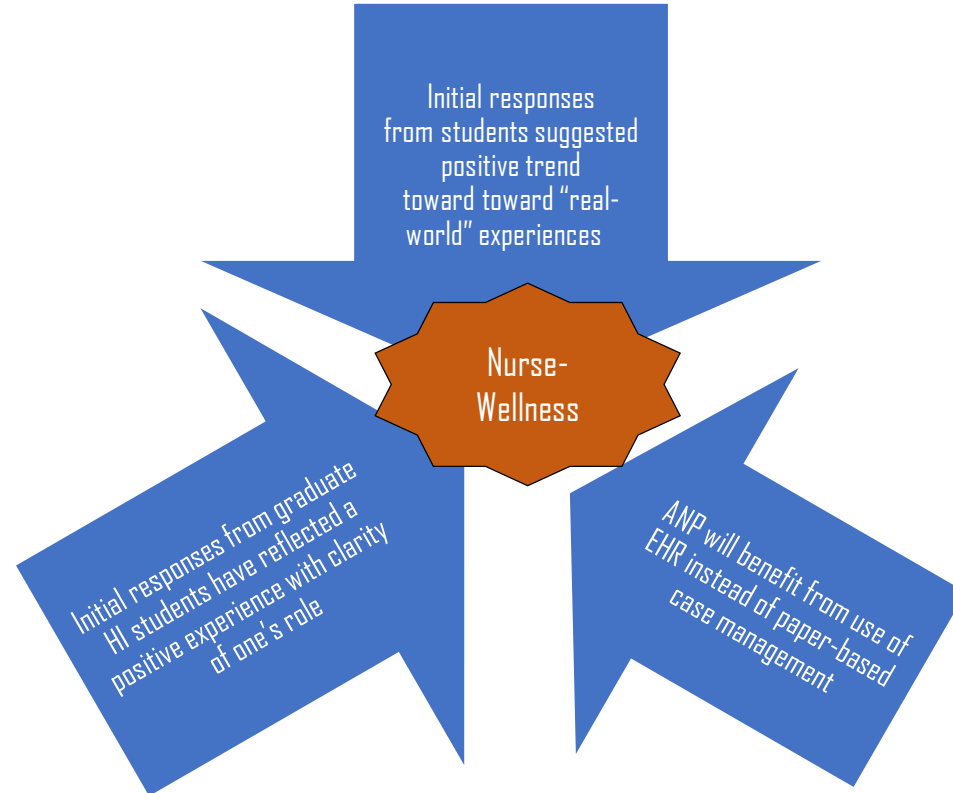 Initial responses
from students suggested
positive trend
toward toward “real-
world” experiences
Nurse-
Wellness
Initial responses from graduate
HI students have reflected a
positive experience with clarity
of one’s role
ANP will benefit from use of
EHR instead of paper-based
case management